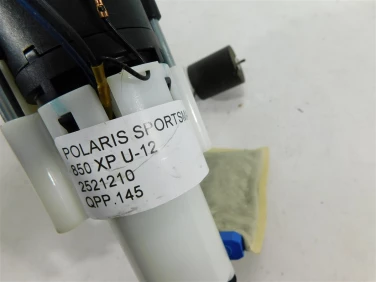 POLARIS SPORTSM
850 XP U-12
2521210
QPP.145